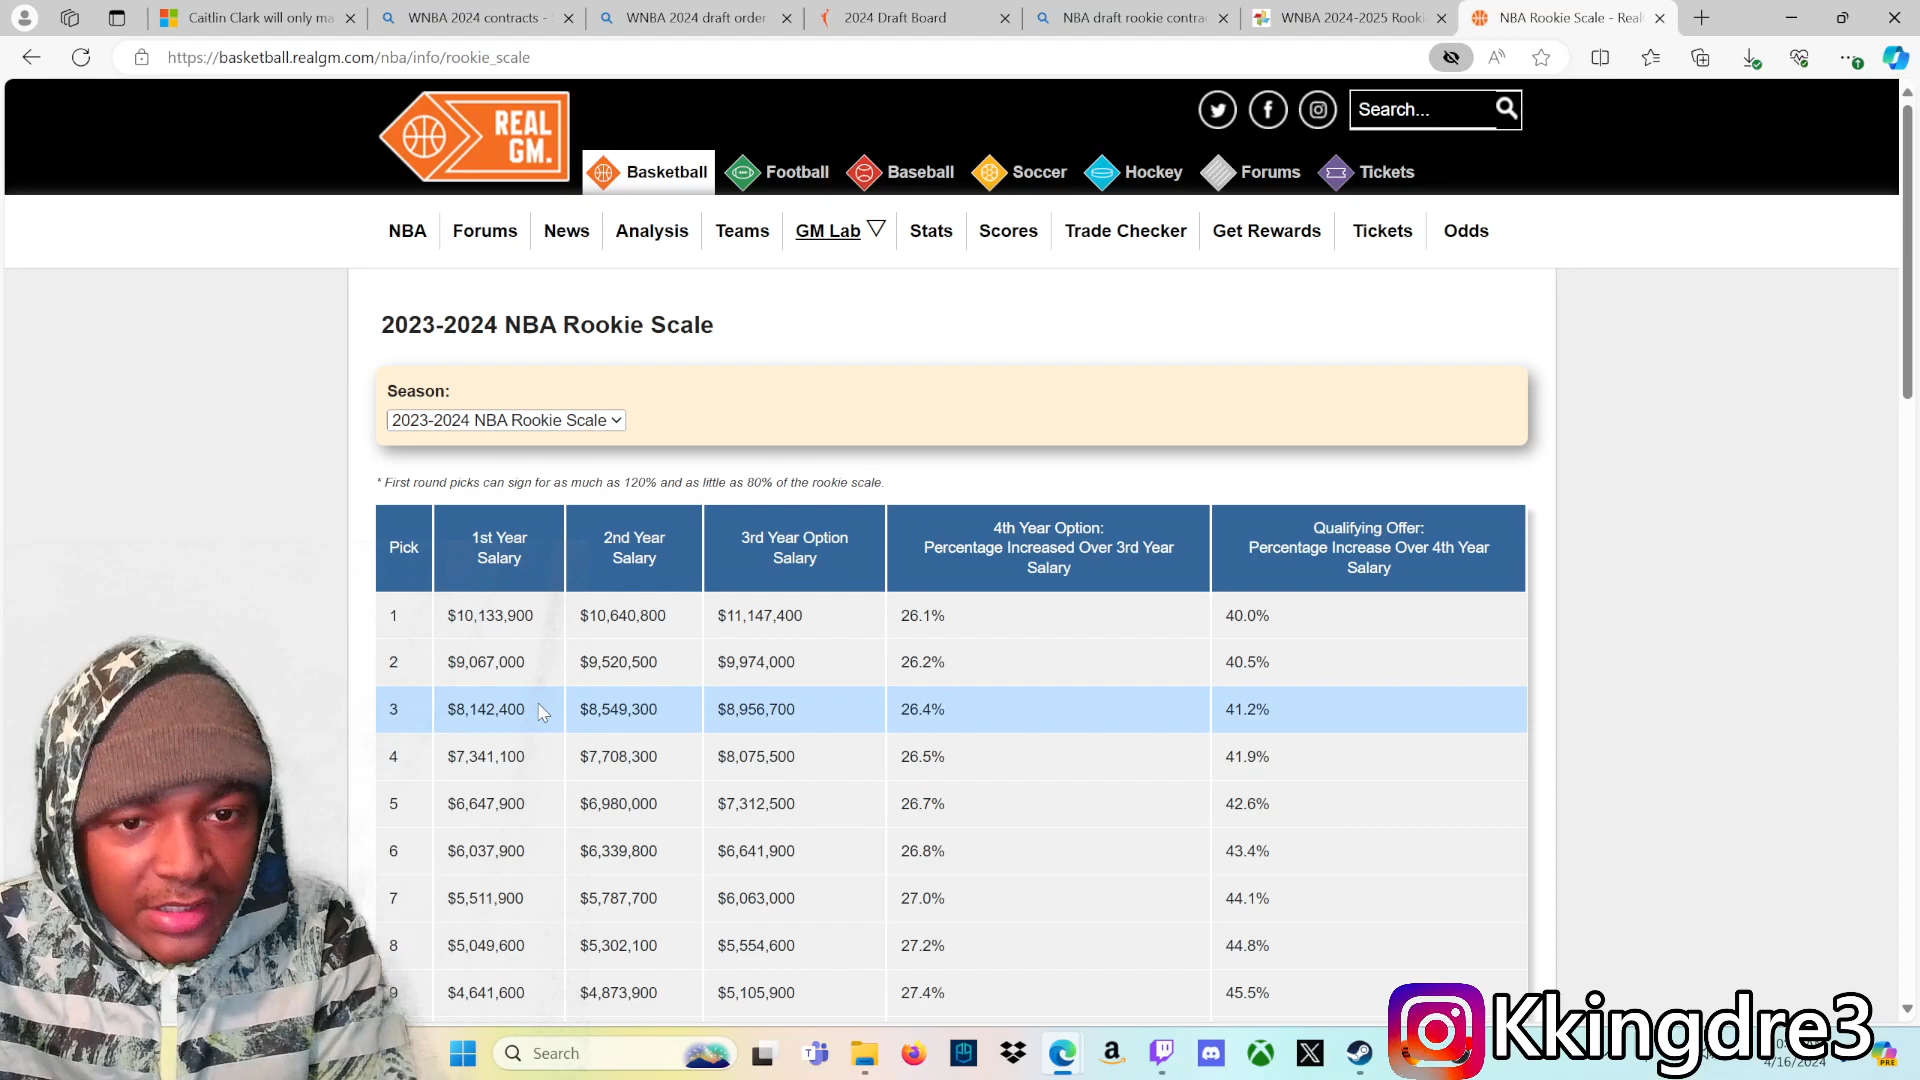 Caitlin Clark will only ma
WNBA 2024 contracts -
WNBA 2024 draft order
2024 Draft Board
NBA draft rookie contra
WNBA 2024-2025 Rooki
NBA Rookie Scale - Real
https://basketball.realgm.com/nba/info/rookie_scale
REAL GM.
Search...
Basketball Football Baseball Soccer Hockey Forums Tickets
NBA Forums News Analysis Teams GM Lab Stats Scores Trade Checker Get Rewards Tickets Odds
2023-2024 NBA Rookie Scale
Season:
2023-2024 NBA Rookie Scale
* First round picks can sign for as much as 120% and as little as 80% of the rookie scale.
Pick 1st Year Salary 2nd Year Salary 3rd Year Option Salary 4th Year Option: Percentage Increased Over 3rd Year Salary Qualifying Offer: Percentage Increase Over 4th Year Salary
1 $10,133,900 $10,640,800 $11,147,400 26.1% 40.0%
2 $9,067,000 $9,520,500 $9,974,000 26.2% 40.5%
3 $8,142,400 $8,549,300 $8,956,700 26.4% 41.2%
4 $7,341,100 $7,708,300 $8,075,500 26.5% 41.9%
5 $6,647,900 $6,980,000 $7,312,500 26.7% 42.6%
6 $6,037,900 $6,339,800 $6,641,900 26.8% 43.4%
7 $5,511,900 $5,787,700 $6,063,000 27.0% 44.1%
8 $5,049,600 $5,302,100 $5,554,600 27.2% 44.8%
9 $4,641,600 $4,873,900 $5,105,900 27.4% 45.5%
Kkingdre3
Search
4/16/2024